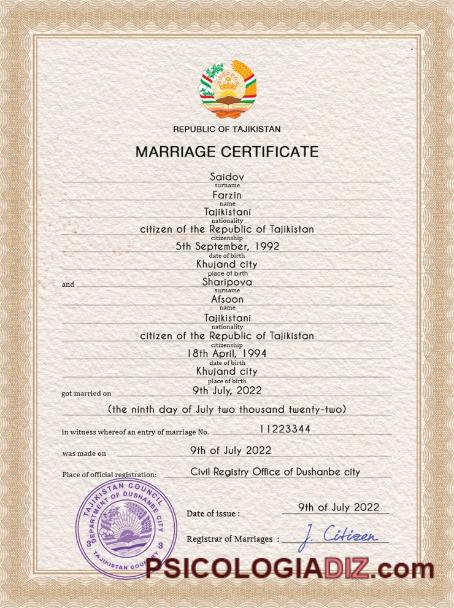 REPUBLIC OF TAJIKISTAN
MARRIAGE CERTIFICATE
Saidov
surname
Farzin
name
Tajikistani
nationality
citizen of the Republic of Tajikistan
citizenship
5th September, 1992
date of birth
Khujand city
place of birth
and Sharipova
surname
Afsoon
name
Tajikistani
nationality
citizen of the Republic of Tajikistan
citizenship
18th April, 1994
date of birth
Khujand city
place of birth
got married on 9th July, 2022
(the ninth day of July two thousand twenty-two)
in witness whereof an entry of marriage No. 11223344
was made on 9th of July 2022
Place of official registration: Civil Registry Office of Dushanbe city
TAJIKISTAN COUNCIL
DEPARTMENT OF DUSHANBE CITY
3 3
TAJIKISTAN
Date of issue : 9th of July 2022
Registrar of Marriages : J. Citizen
PSICOLOGIADIZ.com